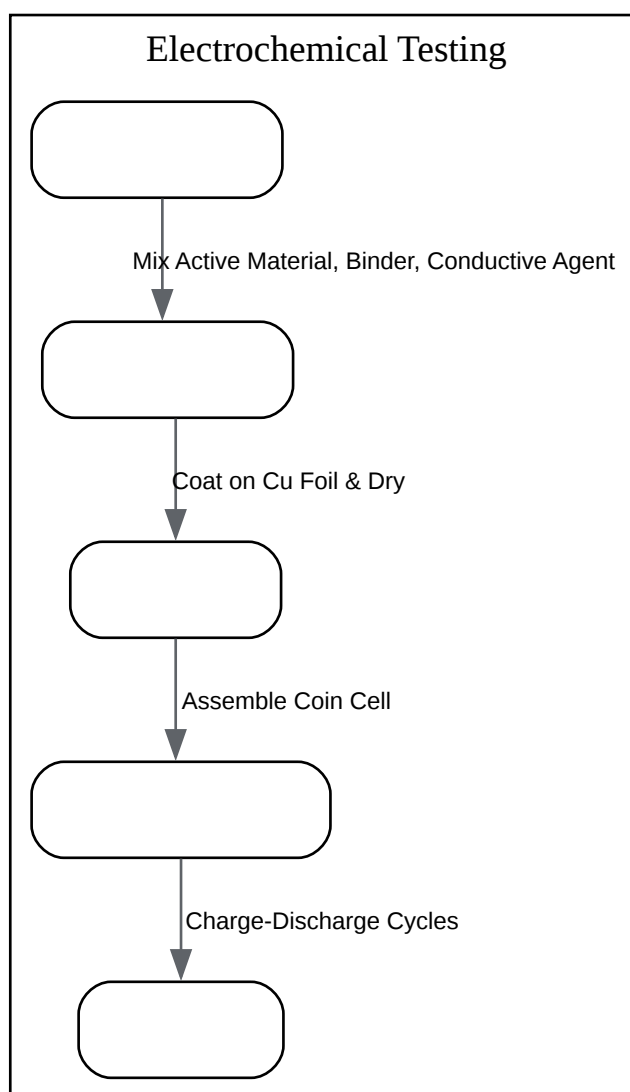 Electrochemical Testing
Mix Active Material, Binder, Conductive Agent
Coat on Cu Foil & Dry
Assemble Coin Cell
Charge-Discharge Cycles